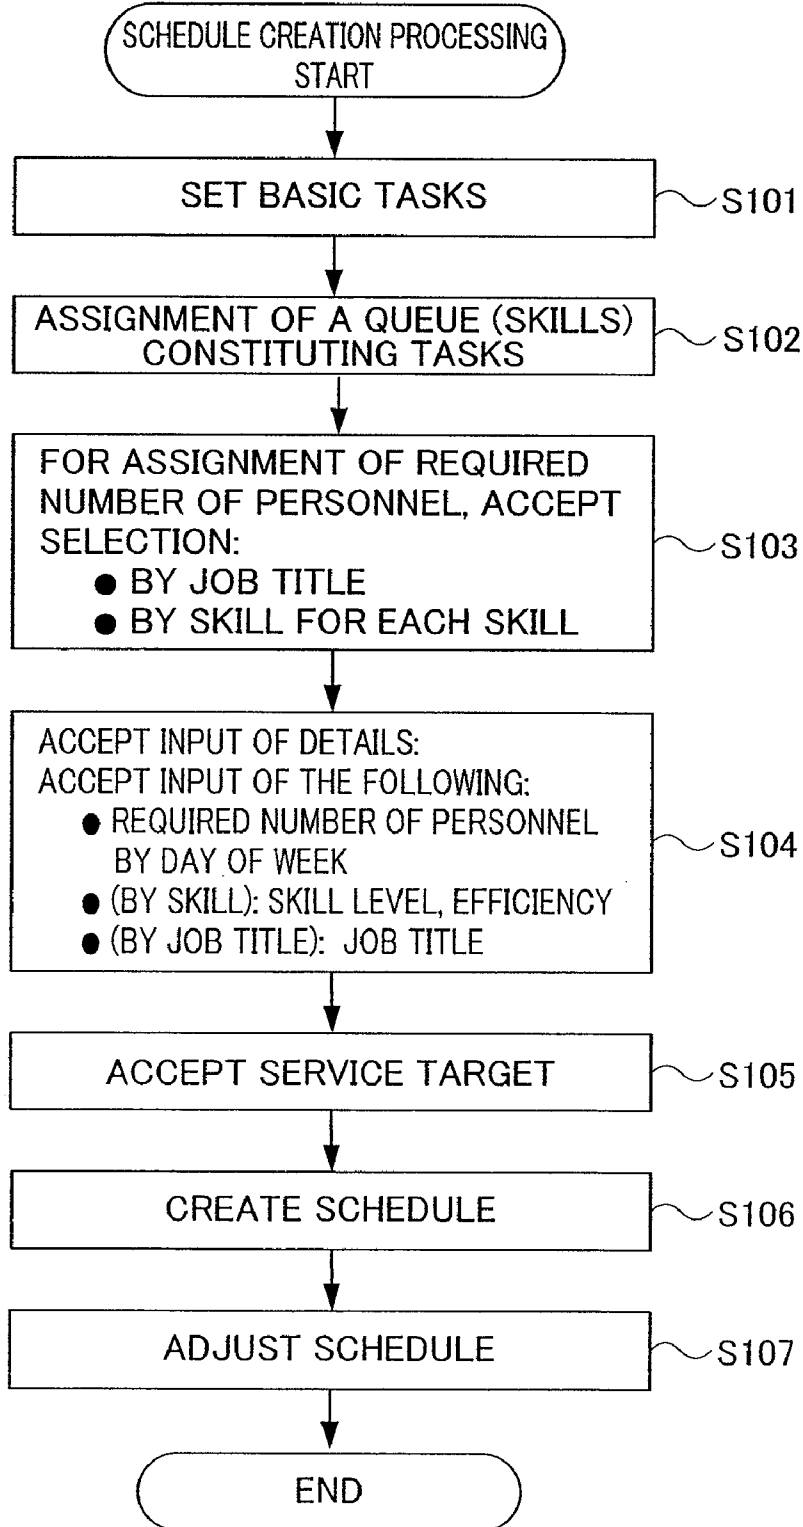 SCHEDULE CREATION PROCESSING
START
SET BASIC TASKS
S101
ASSIGNMENT OF A QUEUE (SKILLS)
CONSTITUTING TASKS
S102
FOR ASSIGNMENT OF REQUIRED
NUMBER OF PERSONNEL, ACCEPT
SELECTION:
● BY JOB TITLE
● BY SKILL FOR EACH SKILL
S103
ACCEPT INPUT OF DETAILS:
ACCEPT INPUT OF THE FOLLOWING:
● REQUIRED NUMBER OF PERSONNEL
BY DAY OF WEEK
● (BY SKILL): SKILL LEVEL, EFFICIENCY
● (BY JOB TITLE): JOB TITLE
S104
ACCEPT SERVICE TARGET
S105
CREATE SCHEDULE
S106
ADJUST SCHEDULE
S107
END